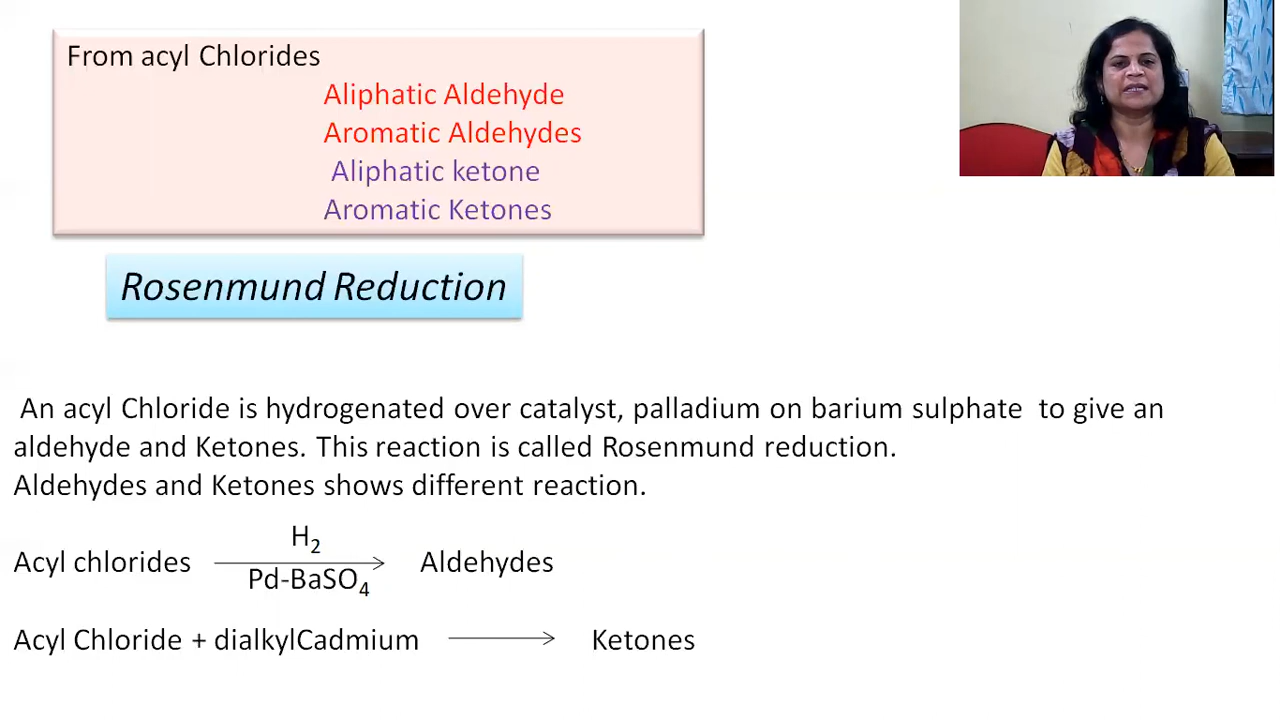 From acyl Chlorides
Aliphatic Aldehyde
Aromatic Aldehydes
Aliphatic ketone
Aromatic Ketones
Rosenmund Reduction
An acyl Chloride is hydrogenated over catalyst, palladium on barium sulphate to give an
aldehyde and Ketones. This reaction is called Rosenmund reduction.
Aldehydes and Ketones shows different reaction.
H₂
Acyl chlorides ⟶ Aldehydes
Pd-BaSO₄
Acyl Chloride + dialkylCadmium ⟶ Ketones